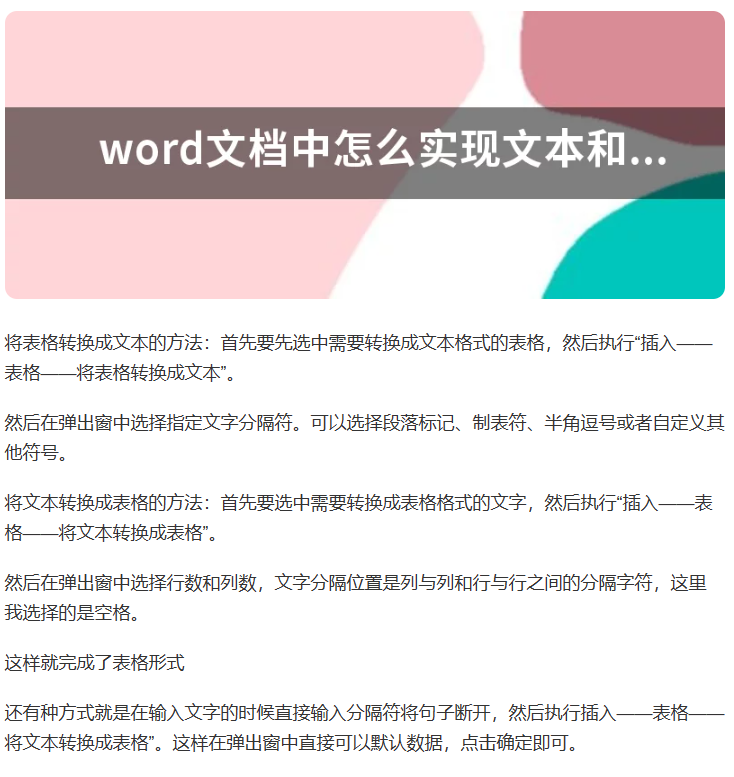 word文档中怎么实现文本和...
将表格转换成文本的方法：首先要先选中需要转换成文本格式的表格，然后执行“插入——
表格——将表格转换成文本”。
然后在弹出窗中选择指定文字分隔符。可以选择段落标记、制表符、半角逗号或者自定义其
他符号。
将文本转换成表格的方法：首先要选中需要转换成表格格式的文字，然后执行“插入——表
格——将文本转换成表格”。
然后在弹出窗中选择行数和列数，文字分隔位置是列与列和行与行之间的分隔字符，这里
我选择的是空格。
这样就完成了表格形式
还有种方式就是在输入文字的时候直接输入分隔符将句子断开，然后执行插入——表格——
将文本转换成表格”。这样在弹出窗中直接可以默认数据，点击确定即可。